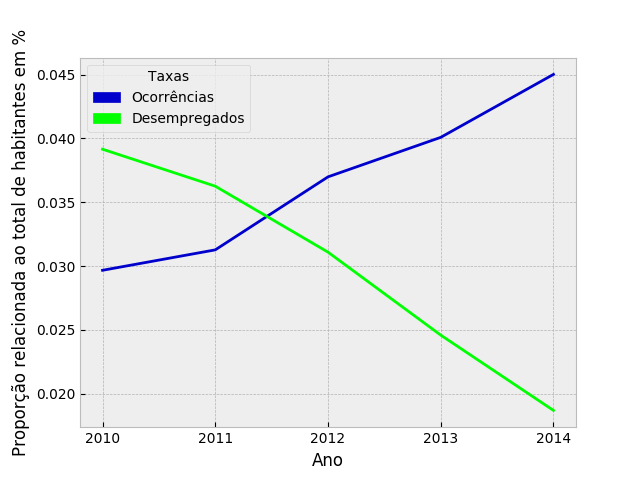 Proporção relacionada ao total de habitantes em %
0.045
0.040
0.035
0.030
0.025
0.020
Taxas
Ocorrências
Desempregados
2010 2011 2012 2013 2014
Ano